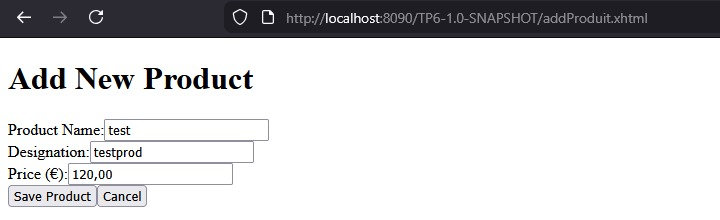 http://localhost:8090/TP6-1.0-SNAPSHOT/addProduit.xhtml
Add New Product
Product Name: test
Designation: testprod
Price (€): 120,00
Save Product Cancel